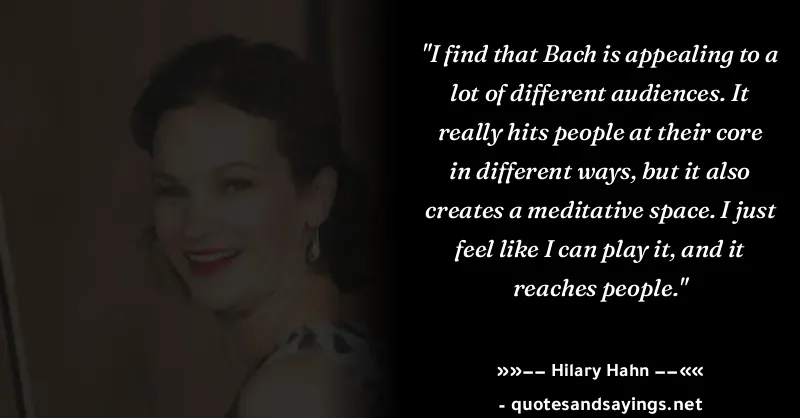 "I find that Bach is appealing to a
lot of different audiences. It
really hits people at their core
in different ways, but it also
creates a meditative space. I just
feel like I can play it, and it
reaches people."
»»−− Hilary Hahn −−««
- quotesandsayings.net